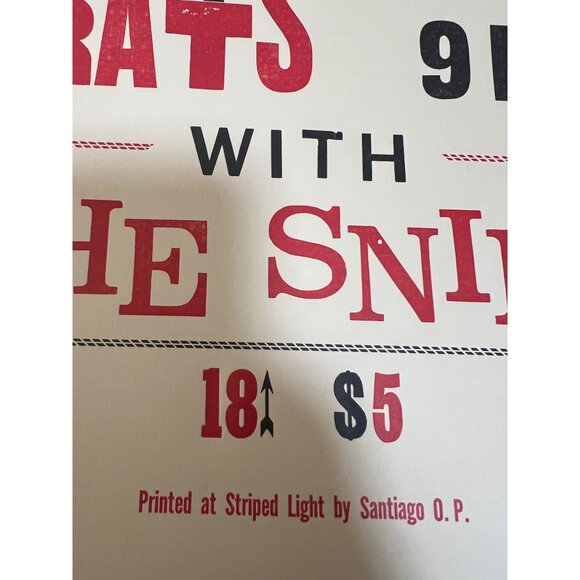 RATS 9
WITH
HE SNI
18 $5
Printed at Striped Light by Santiago O. P.